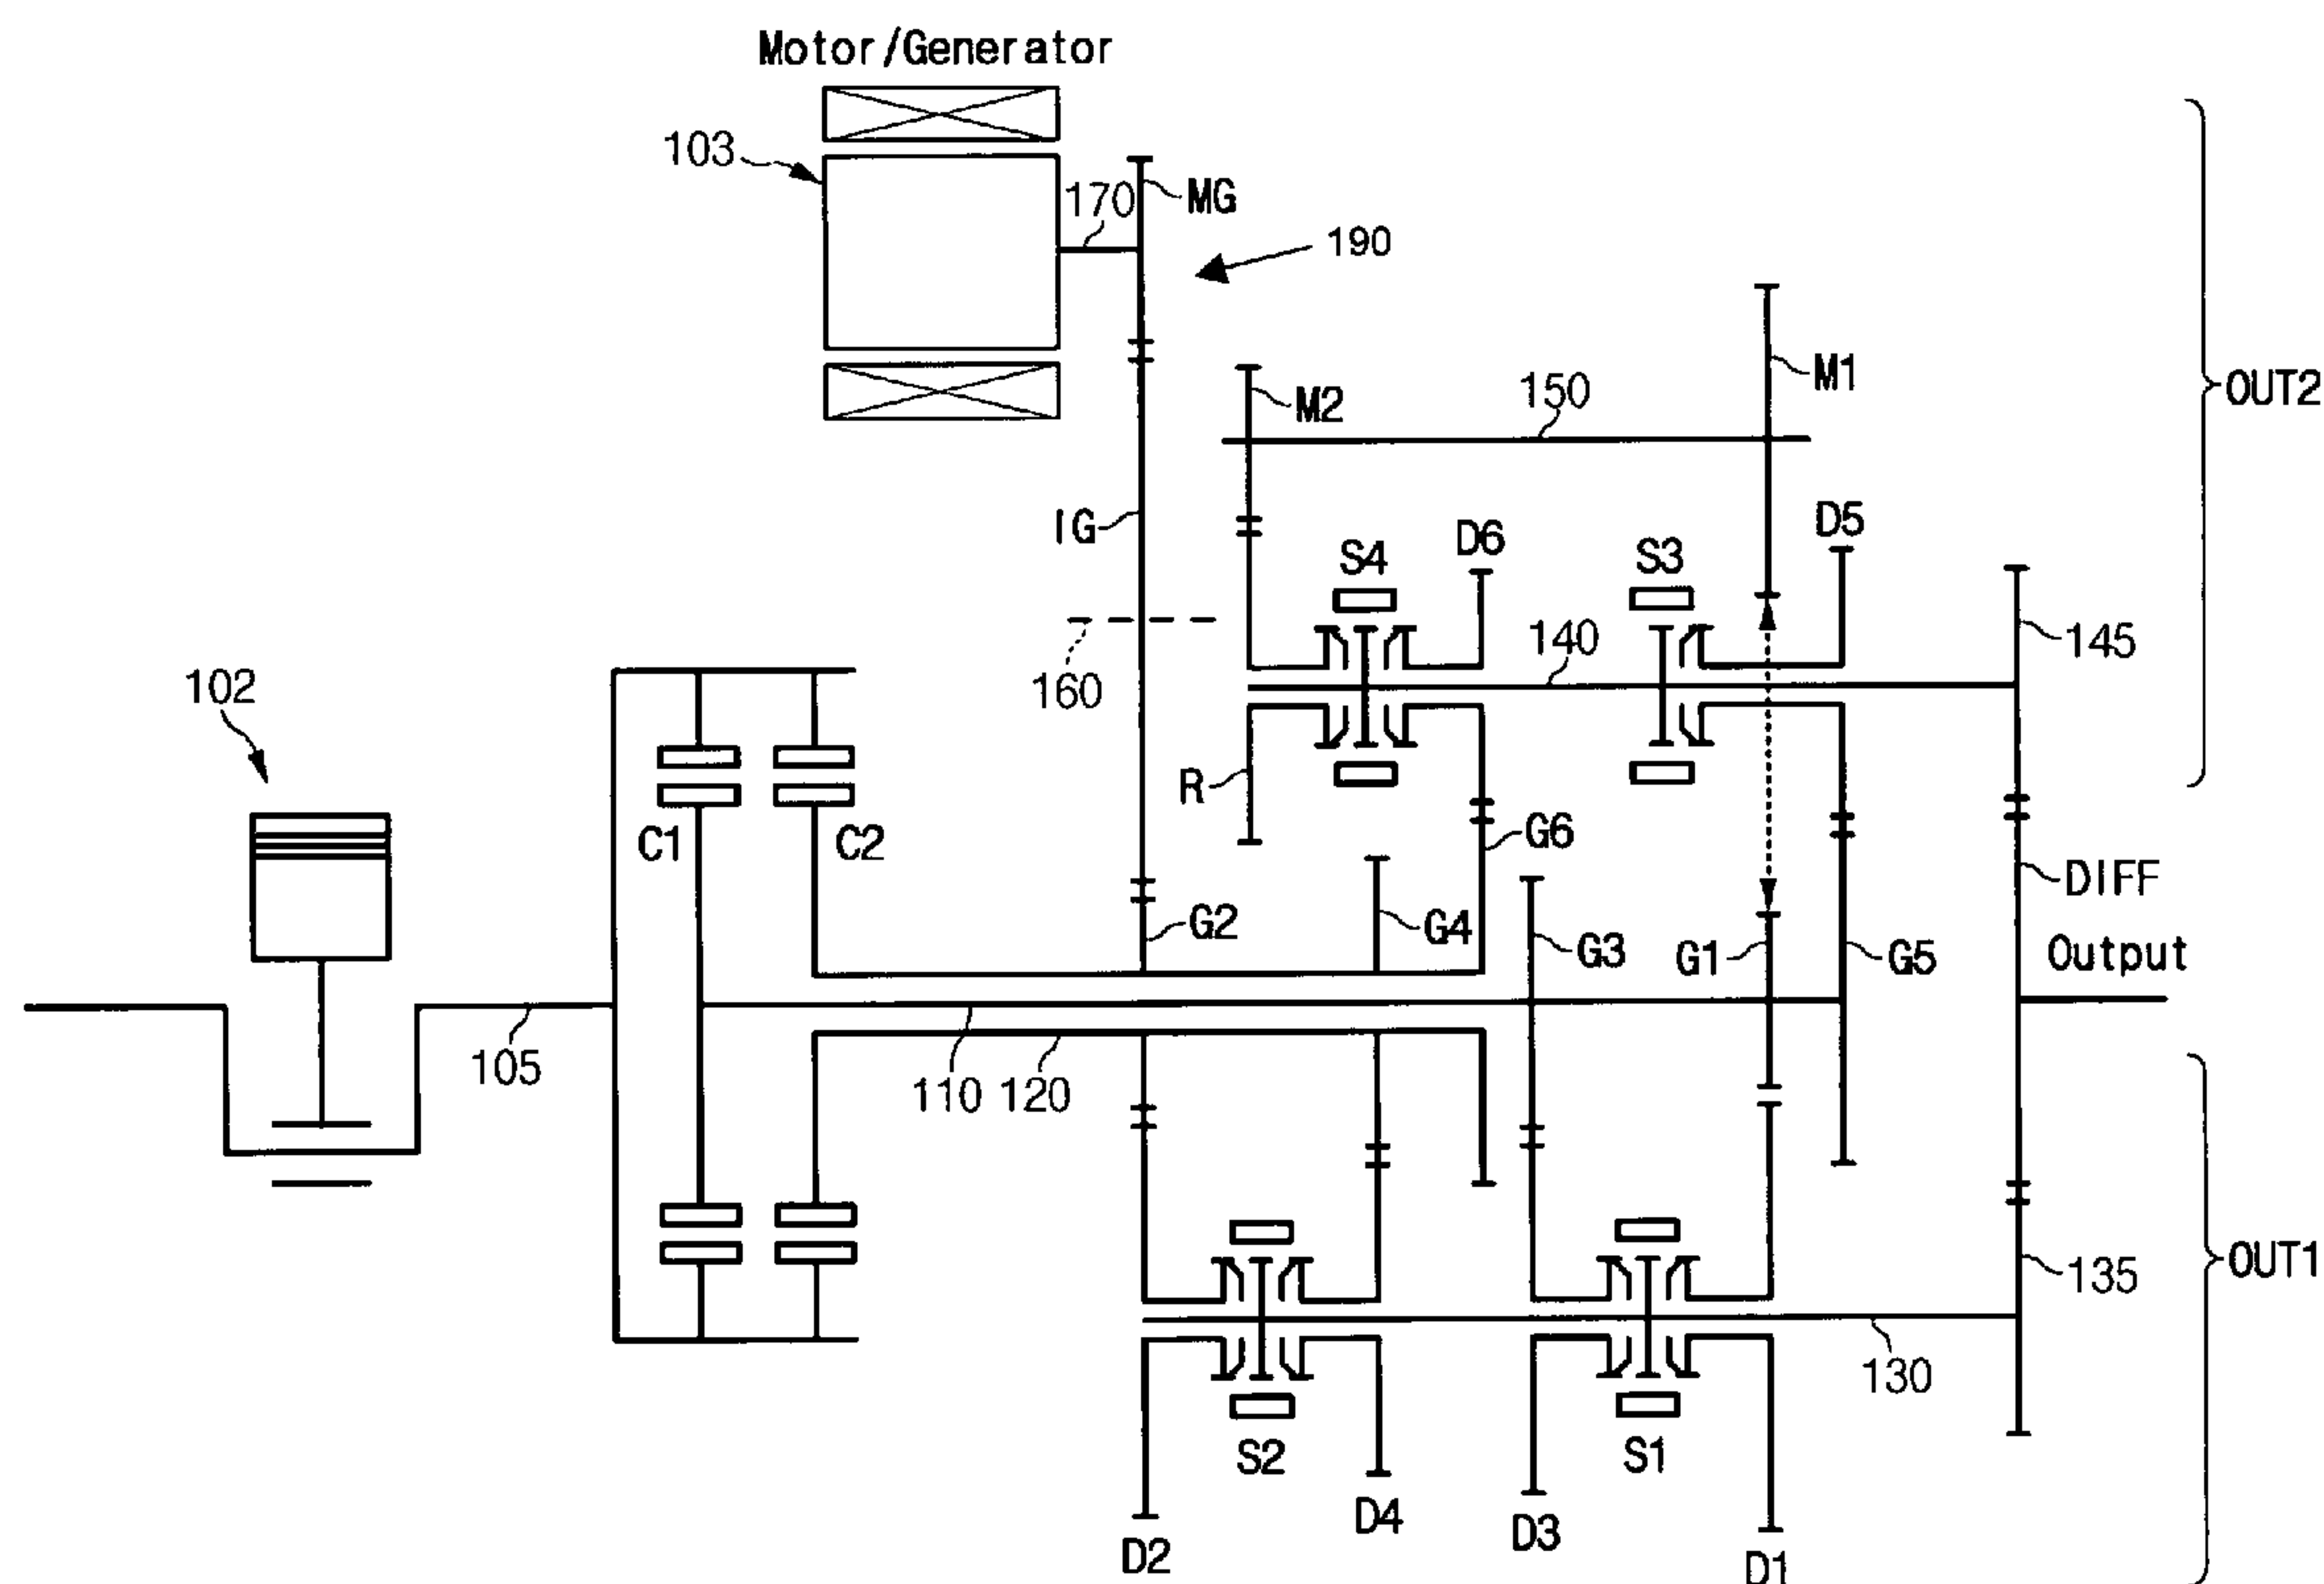 Motor/Generator
103
170
MG
190
M2
150
M1
OUT2
IG
S4
D6
S3
D5
160
140
145
102
C1
C2
R
G6
DIFF
G2
G4
G3
G1
G5
Output
105
110
120
135
OUT1
130
S2
S1
D4
D3
D2
D1